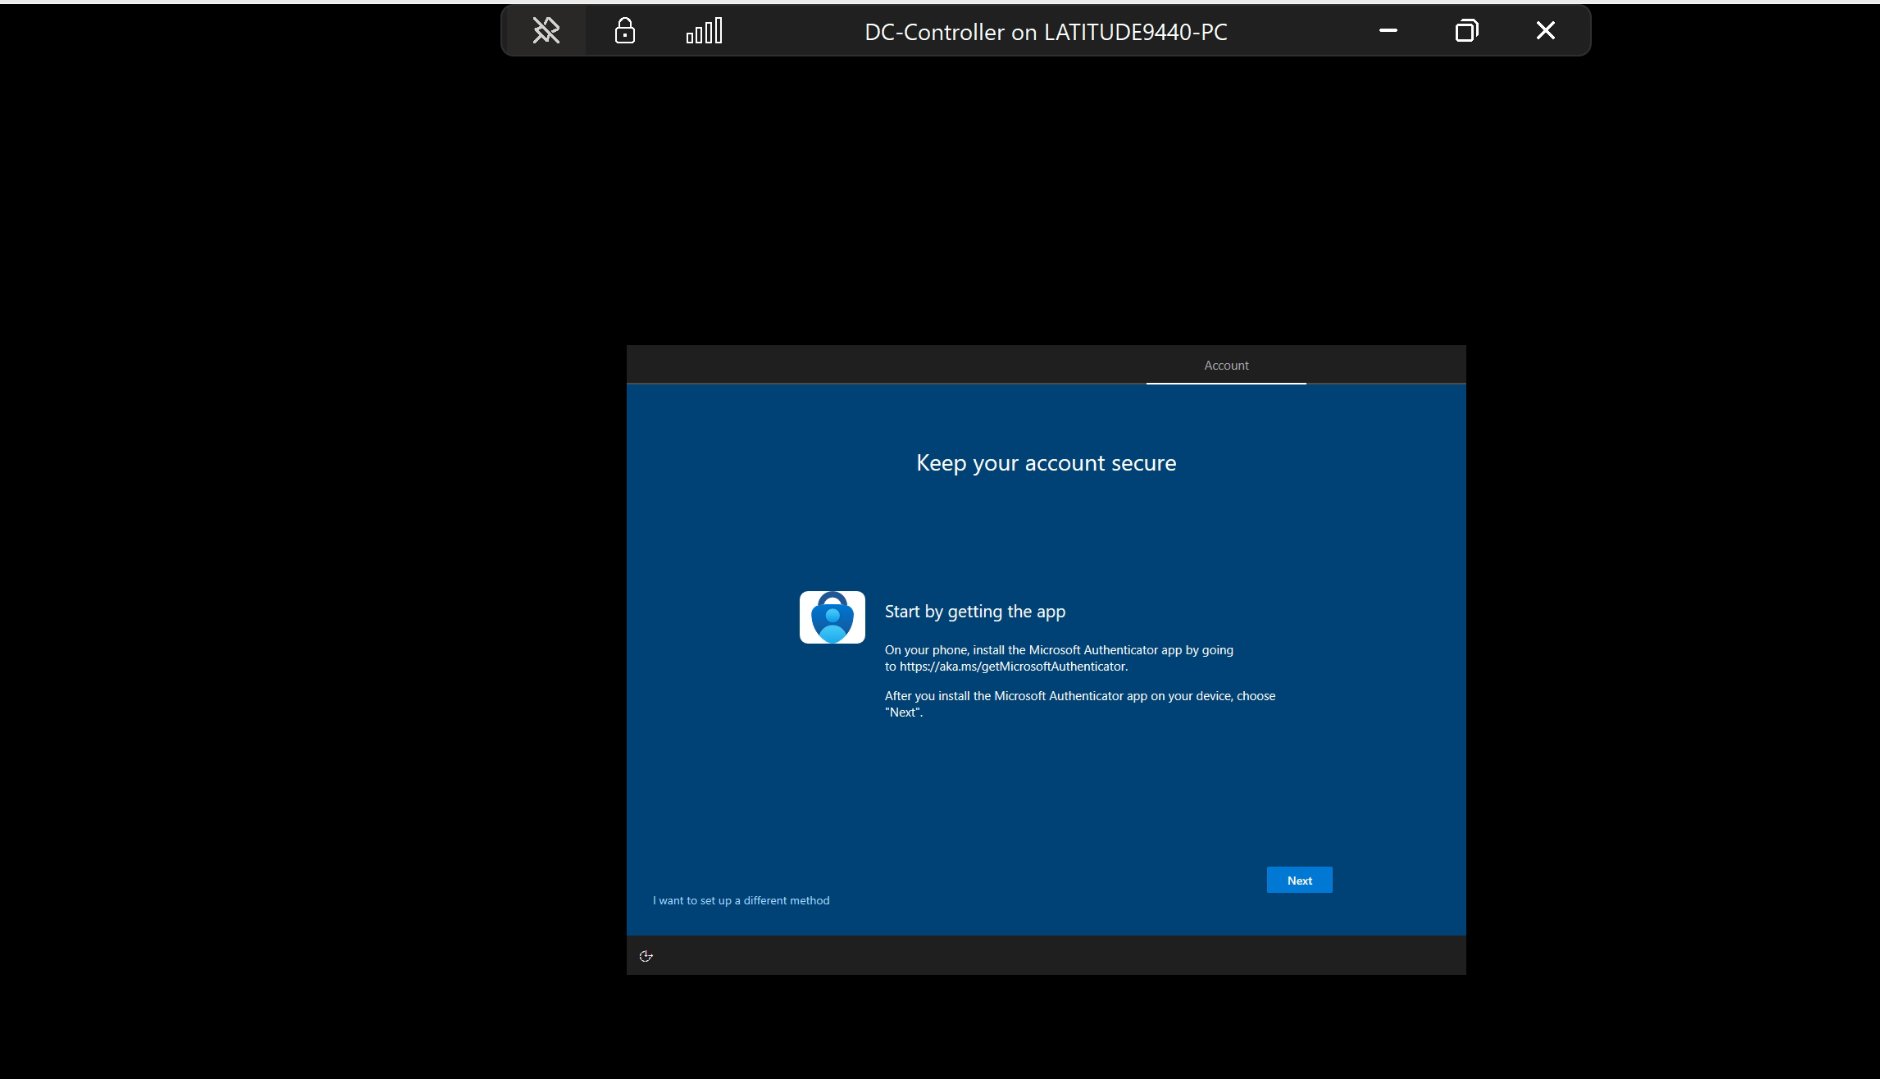 DC-Controller on LATITUDE9440-PC
Account
Keep your account secure
Start by getting the app
On your phone, install the Microsoft Authenticator app by going
to https://aka.ms/getMicrosoftAuthenticator.
After you install the Microsoft Authenticator app on your device, choose
"Next".
Next
I want to set up a different method